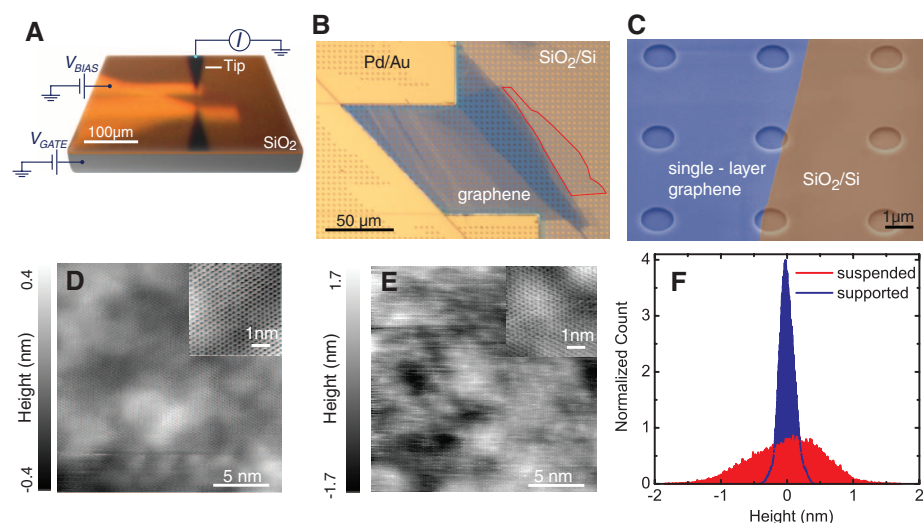 A
I
V_BIAS
Tip
100µm
SiO₂
V_GATE
B
Pd/Au
SiO₂/Si
graphene
50 µm
C
single - layer
graphene
SiO₂/Si
1µm
D
0.4
Height (nm)
-0.4
1nm
5 nm
E
1.7
Height (nm)
-1.7
1nm
5 nm
F
suspended
supported
Normalized Count
4
3
2
1
0
-2
-1
0
1
2
Height (nm)